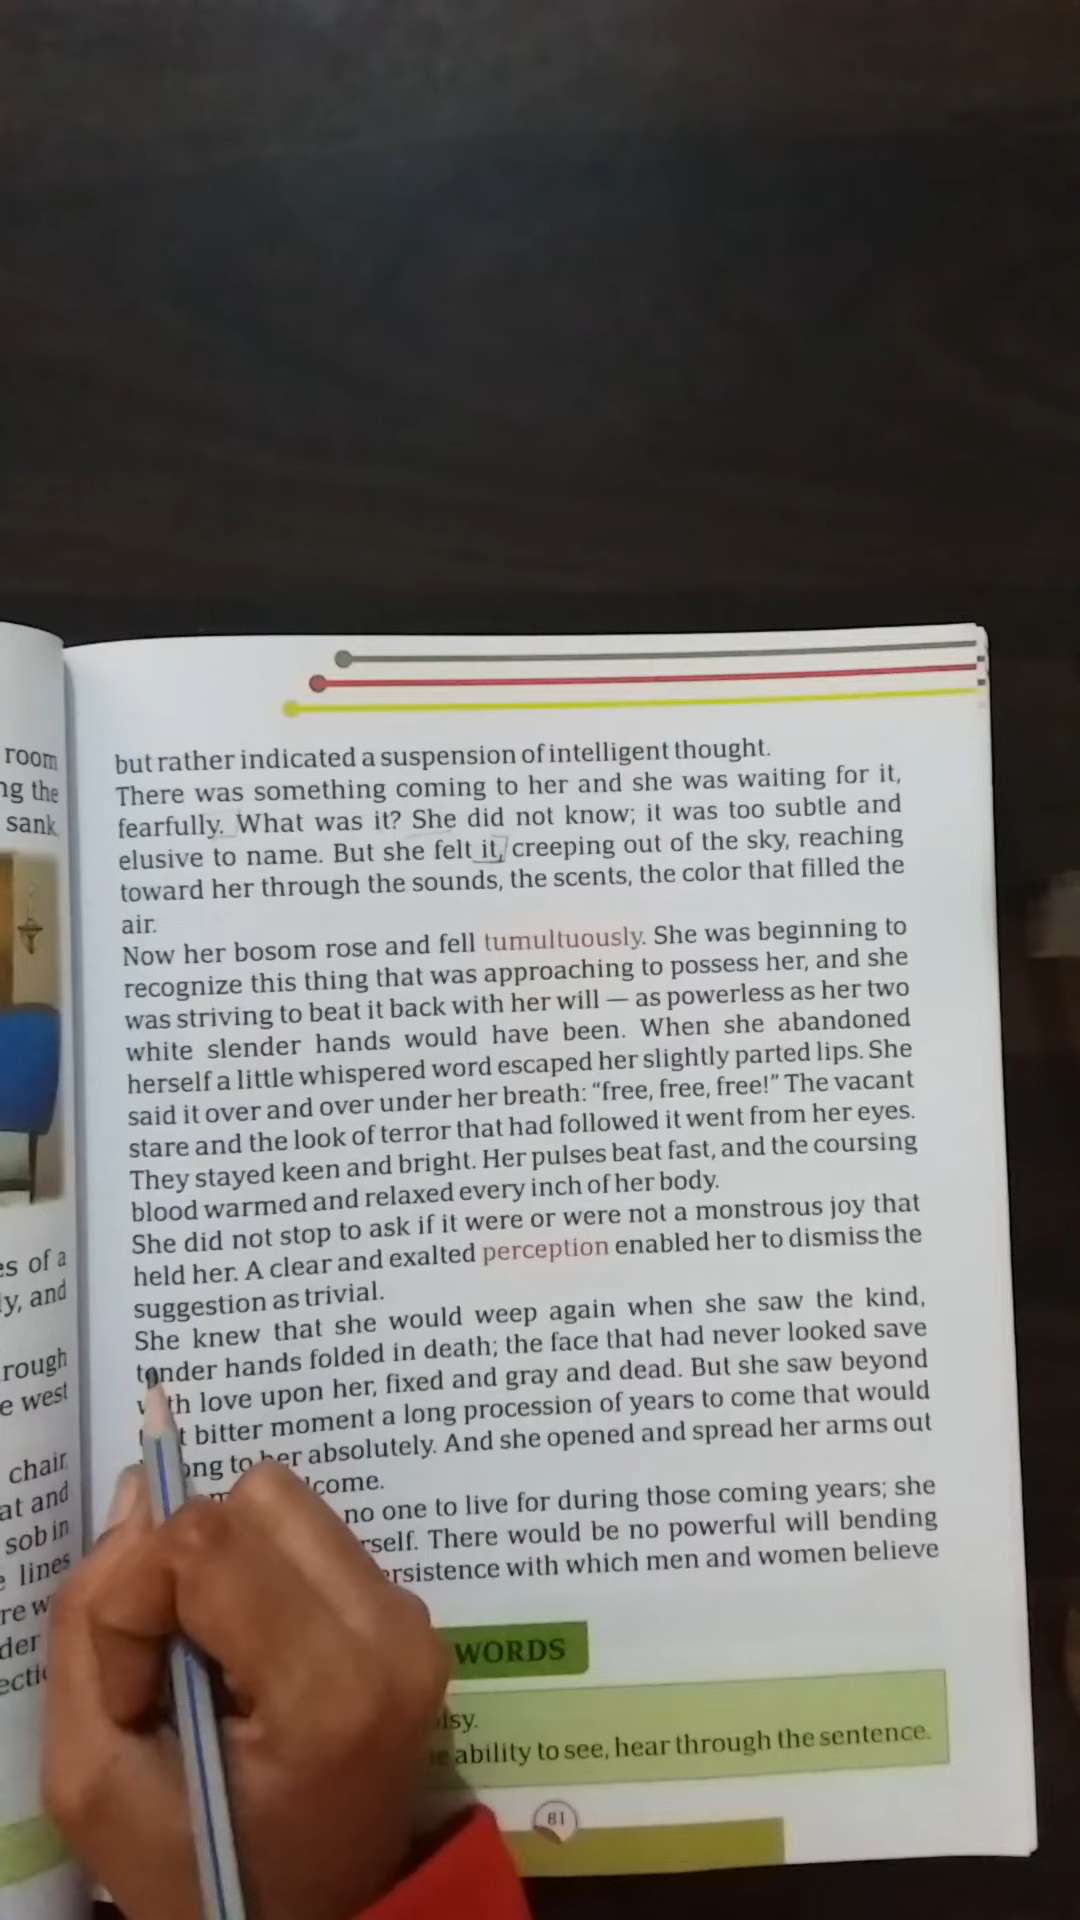 room
ng the
sank
es of a
ly, and
rough
e west
chair,
at and
sob in
e lines
re w
der
ectio
but rather indicated a suspension of intelligent thought.
There was something coming to her and she was waiting for it,
fearfully. What was it? She did not know; it was too subtle and
elusive to name. But she felt it, creeping out of the sky, reaching
toward her through the sounds, the scents, the color that filled the
air.
Now her bosom rose and fell tumultuously. She was beginning to
recognize this thing that was approaching to possess her, and she
was striving to beat it back with her will — as powerless as her two
white slender hands would have been. When she abandoned
herself a little whispered word escaped her slightly parted lips. She
said it over and over under her breath: “free, free, free!” The vacant
stare and the look of terror that had followed it went from her eyes.
They stayed keen and bright. Her pulses beat fast, and the coursing
blood warmed and relaxed every inch of her body.
She did not stop to ask if it were or were not a monstrous joy that
held her. A clear and exalted perception enabled her to dismiss the
suggestion as trivial.
She knew that she would weep again when she saw the kind,
tender hands folded in death; the face that had never looked save
with love upon her, fixed and gray and dead. But she saw beyond
bitter moment a long procession of years to come that would
ong to her absolutely. And she opened and spread her arms out
come.
no one to live for during those coming years; she
rself. There would be no powerful will bending
ersistence with which men and women believe
WORDS
isy.
ability to see, hear through the sentence.
81